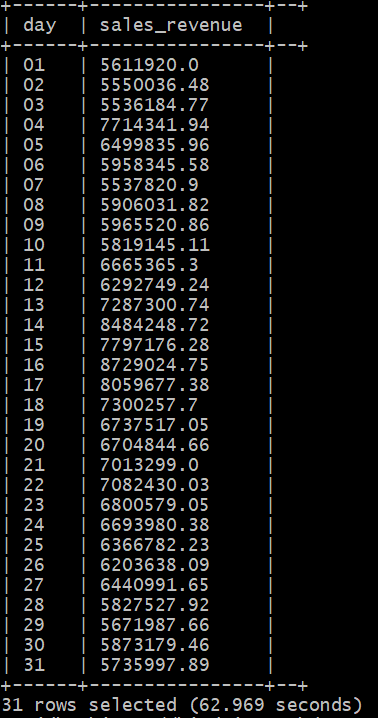 +------+----------------+--+
| day | sales_revenue |
+------+----------------+--+
| 01 | 5611920.0 |
| 02 | 5550036.48 |
| 03 | 5536184.77 |
| 04 | 7714341.94 |
| 05 | 6499835.96 |
| 06 | 5958345.58 |
| 07 | 5537820.9 |
| 08 | 5906031.82 |
| 09 | 5965520.86 |
| 10 | 5819145.11 |
| 11 | 6665365.3 |
| 12 | 6292749.24 |
| 13 | 7287300.74 |
| 14 | 8484248.72 |
| 15 | 7797176.28 |
| 16 | 8729024.75 |
| 17 | 8059677.38 |
| 18 | 7300257.7 |
| 19 | 6737517.05 |
| 20 | 6704844.66 |
| 21 | 7013299.0 |
| 22 | 7082430.03 |
| 23 | 6800579.05 |
| 24 | 6693980.38 |
| 25 | 6366782.23 |
| 26 | 6203638.09 |
| 27 | 6440991.65 |
| 28 | 5827527.92 |
| 29 | 5671987.66 |
| 30 | 5873179.46 |
| 31 | 5735997.89 |
+------+----------------+--+
31 rows selected (62.969 seconds)